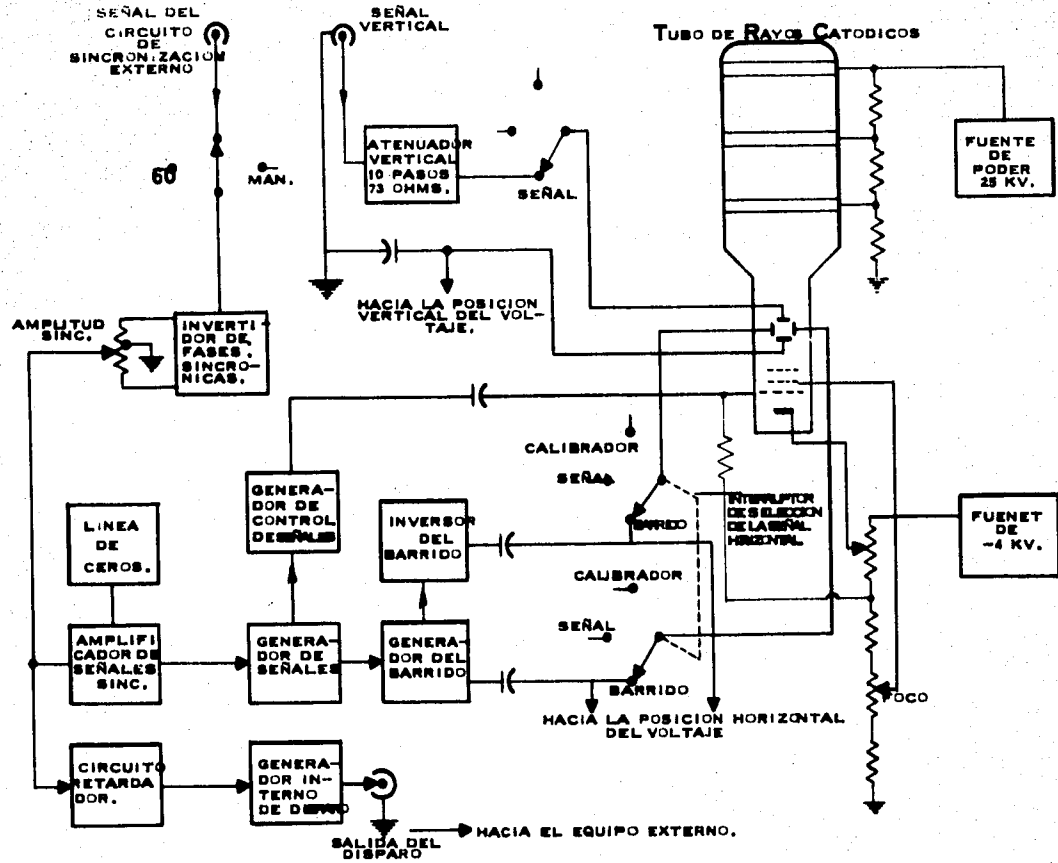 SEÑAL DEL
CIRCUITO
DE
SINCRONIZACION
EXTERNO
SEÑAL
VERTICAL
TUBO DE RAYOS CATODICOS
60
MAN.
ATENUADOR
VERTICAL
10 PASOS
73 OHMS.
SEÑAL
FUENTE
DE
PODER
25 KV.
HACIA LA POSICION
VERTICAL DEL VOL-
TAJE.
AMPLITUD
SINC.
INVERTI-
DOR DE
FASES.
SINCRO-
NICAS.
CALIBRADOR
SEÑAL
BARRIDO
INTERRUPTOR
DE SELECCION
DE LA SEÑAL
HORIZONTAL
LINEA
DE
CEROS.
GENERA-
DOR DE
CONTROL
DE SEÑALES
INVERSOR
DEL
BARRIDO
FUENET
DE
-4 KV.
CALIBRADOR
SEÑAL
BARRIDO
AMPLIFI
CADOR DE
SEÑALES
SINC.
GENERA-
DOR DE
SEÑALES
GENERA-
DOR DEL
BARRIDO
FOCO
HACIA LA POSICION HORIZONTAL
DEL VOLTAJE
CIRCUITO
RETARDA
DOR.
GENERA-
DOR IN-
TERNO
DE DISPARO
SALIDA DEL
DISPARO
HACIA EL EQUIPO EXTERNO.